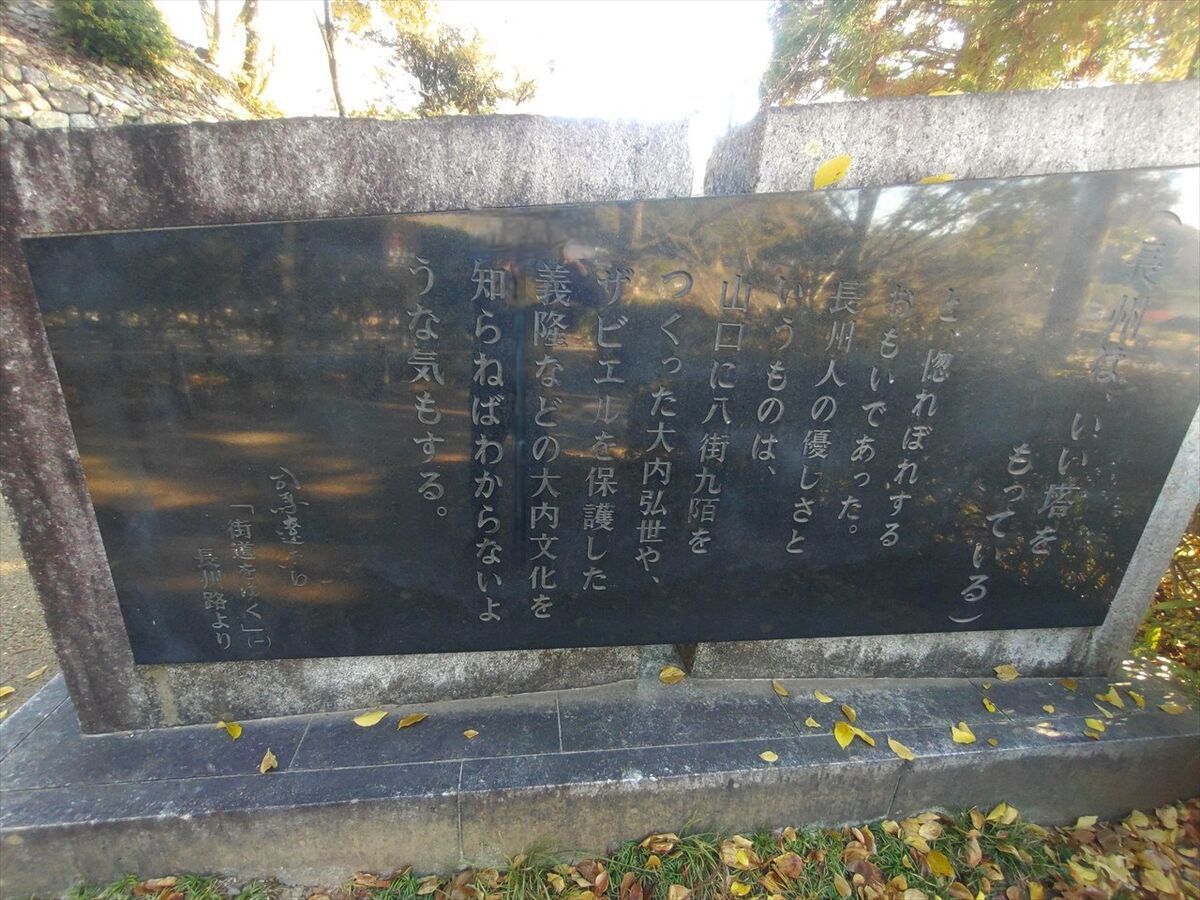 長州は、いい塔を
もっている)
と、惚れぼれする
おもいであった。
長州人の優しさと
いうものは、
山口に八街九陌を
つくった大内弘世や、
ザビエルを保護した
義隆などの大内文化を
知らねばわからないよ
うな気もする。
司馬遼太郎
「街道をゆく」(一)
長州路より